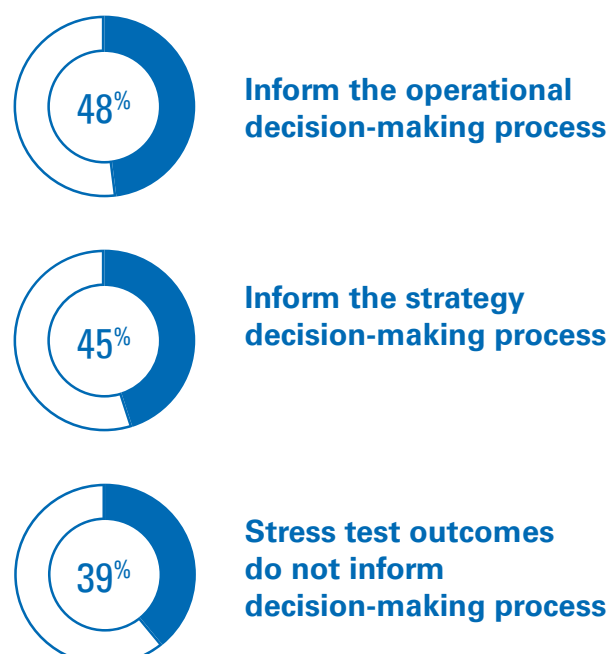 48%
Inform the operational
decision-making process
45%
Inform the strategy
decision-making process
39%
Stress test outcomes
do not inform
decision-making process